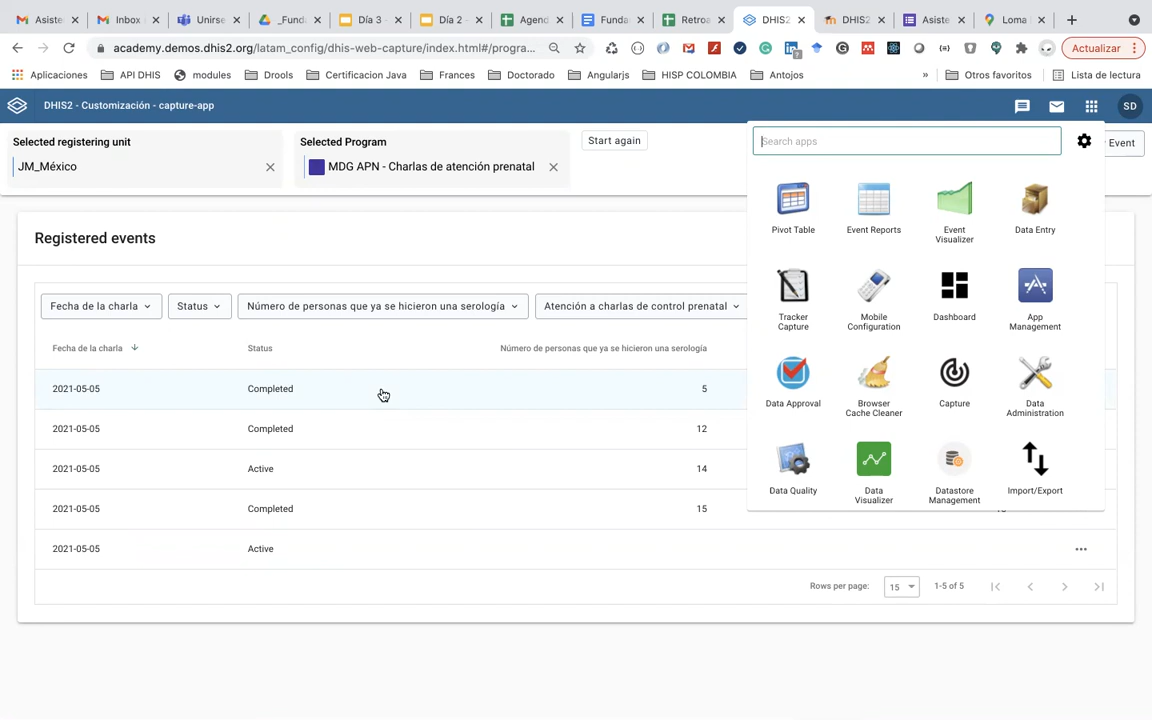 Asiste
Inbox
Unirse
_Fund
Día 3 -
Día 2 -
Agend
Funda
Retroa
DHIS2
DHIS2
Asiste
Loma
academy.demos.dhis2.org/latam_config/dhis-web-capture/index.html#/progra...
Actualizar
Aplicaciones
API DHIS
modules
Drools
Certificacion Java
Frances
Doctorado
Angularjs
HISP COLOMBIA
Antojos
»
Otros favoritos
Lista de lectura
DHIS2 - Customización - capture-app
SD
Selected registering unit
JM_México
Selected Program
MDG APN - Charlas de atención prenatal
Start again
Search apps
Event
Pivot Table
Event Reports
Event
Visualizer
Data Entry
Tracker
Capture
Mobile
Configuration
Dashboard
App
Management
Data Approval
Browser
Cache Cleaner
Capture
Data
Administration
Data Quality
Data
Visualizer
Datastore
Management
Import/Export
Registered events
Fecha de la charla
Status
Número de personas que ya se hicieron una serología
Atención a charlas de control prenatal
Fecha de la charla
Status
Número de personas que ya se hicieron una serología
2021-05-05 Completed 5
2021-05-05 Completed 12
2021-05-05 Active 14
2021-05-05 Completed 15
2021-05-05 Active
Rows per page: 15 1-5 of 5